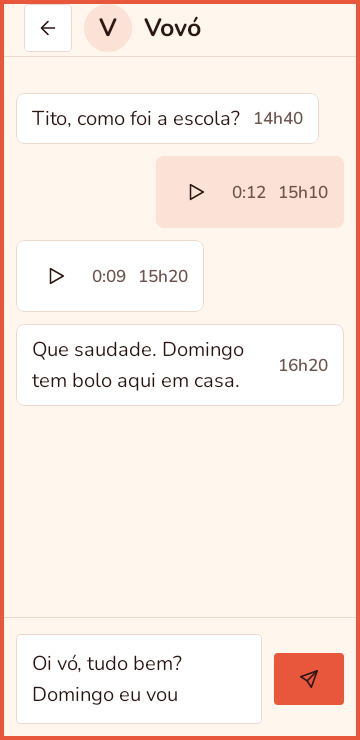 V Vovó
Tito, como foi a escola? 14h40
0:12 15h10
0:09 15h20
Que saudade. Domingo
tem bolo aqui em casa. 16h20
Oi vó, tudo bem?
Domingo eu vou